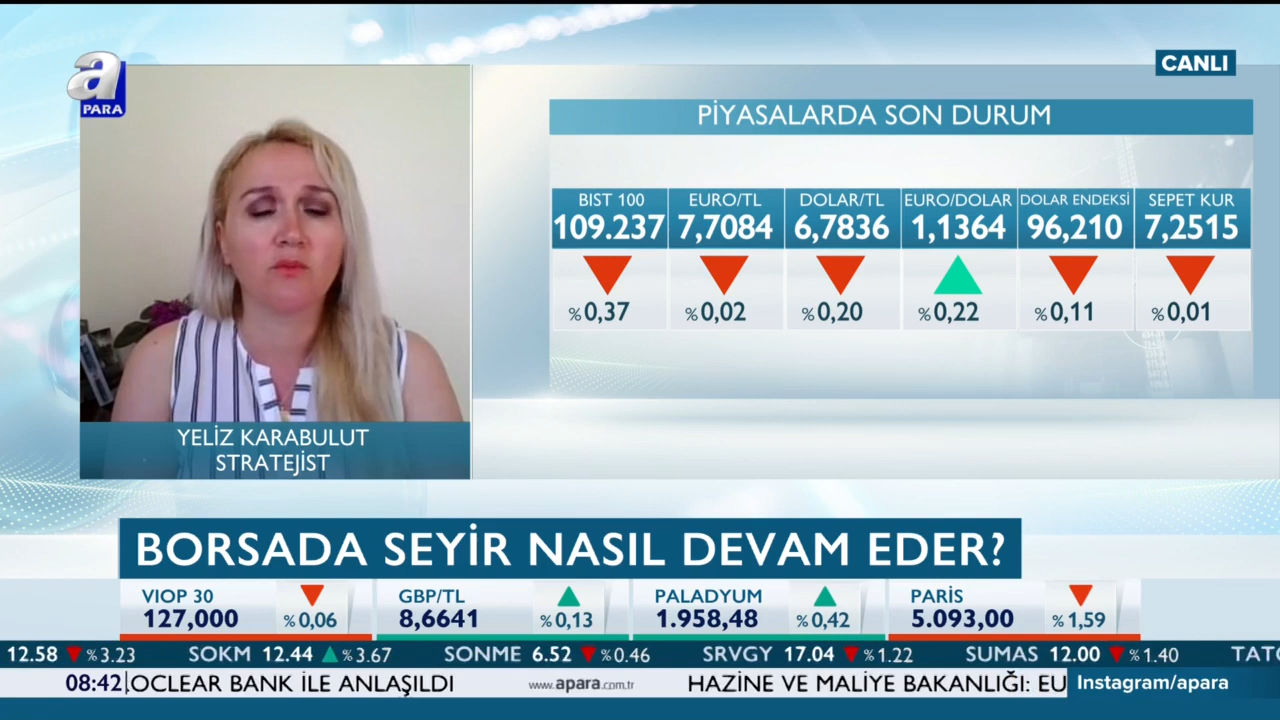 a
PARA
CANLI
PİYASALARDA SON DURUM
BIST 100 EURO/TL DOLAR/TL EURO/DOLAR DOLAR ENDEKSİ SEPET KUR
109.237 7,7084 6,7836 1,1364 96,210 7,2515
%0,37 %0,02 %0,20 %0,22 %0,11 %0,01
YELİZ KARABULUT
STRATEJİST
BORSADA SEYİR NASIL DEVAM EDER?
VIOP 30 GBP/TL PALADYUM PARİS
127,000 %0,06 8,6641 %0,13 1.958,48 %0,42 5.093,00 %1,59
12.58 %3.23 SOKM 12.44 %3.67 SONME 6.52 %0.46 SRVGY 17.04 %1.22 SUMAS 12.00 %1.40 TATG
08:42 OCLEAR BANK İLE ANLAŞILDI www.apara.com.tr HAZİNE VE MALİYE BAKANLIĞI: EU Instagram/apara